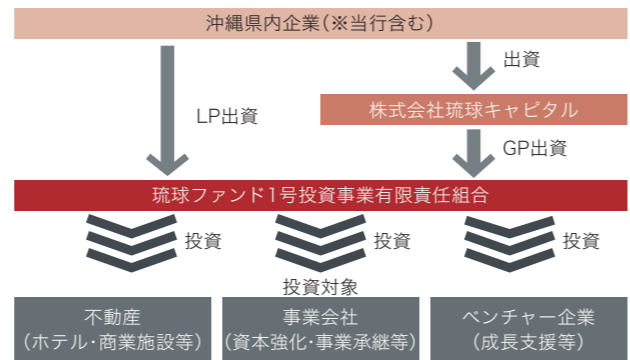 沖縄県内企業(※当行含む)
出資
LP出資
株式会社琉球キャピタル
GP出資
琉球ファンド1号投資事業有限責任組合
投資
投資
投資
投資対象
不動産
(ホテル・商業施設等)
事業会社
(資本強化・事業承継等)
ベンチャー企業
(成長支援等)